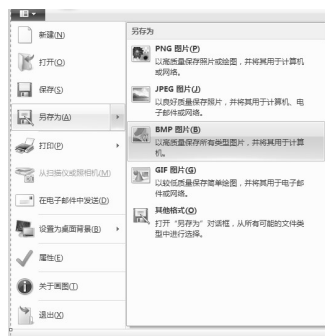 新建(N)
打开(O)
保存(S)
另存为(A)
打印(P)
从扫描仪或照相机(M)
在电子邮件中发送(D)
设置为桌面背景(B)
属性(E)
关于画图(T)
退出(X)
另存为
PNG 图片(P)
以高质量保存照片或绘图，并将其用于计算机
或网络。
JPEG 图片(J)
以良好质量保存照片，并将其用于计算机、电
子邮件或网络。
BMP 图片(B)
以高质量保存所有类型图片，并将其用于计算
机。
GIF 图片(G)
以较低质量保存简单绘图，并将其用于电子邮
件或网络。
其他格式(O)
打开“另存为”对话框，从所有可能的文件类
型中进行选择。